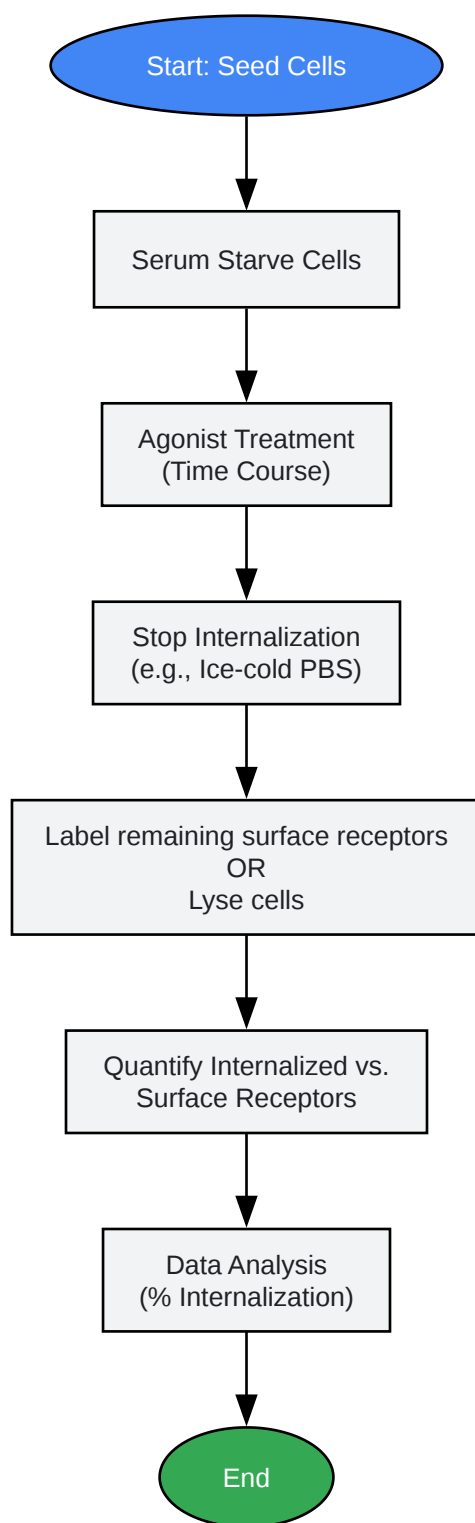 Start: Seed Cells
Serum Starve Cells
Agonist Treatment
(Time Course)
Stop Internalization
(e.g., Ice-cold PBS)
Label remaining surface receptors
OR
Lyse cells
Quantify Internalized vs.
Surface Receptors
Data Analysis
(% Internalization)
End